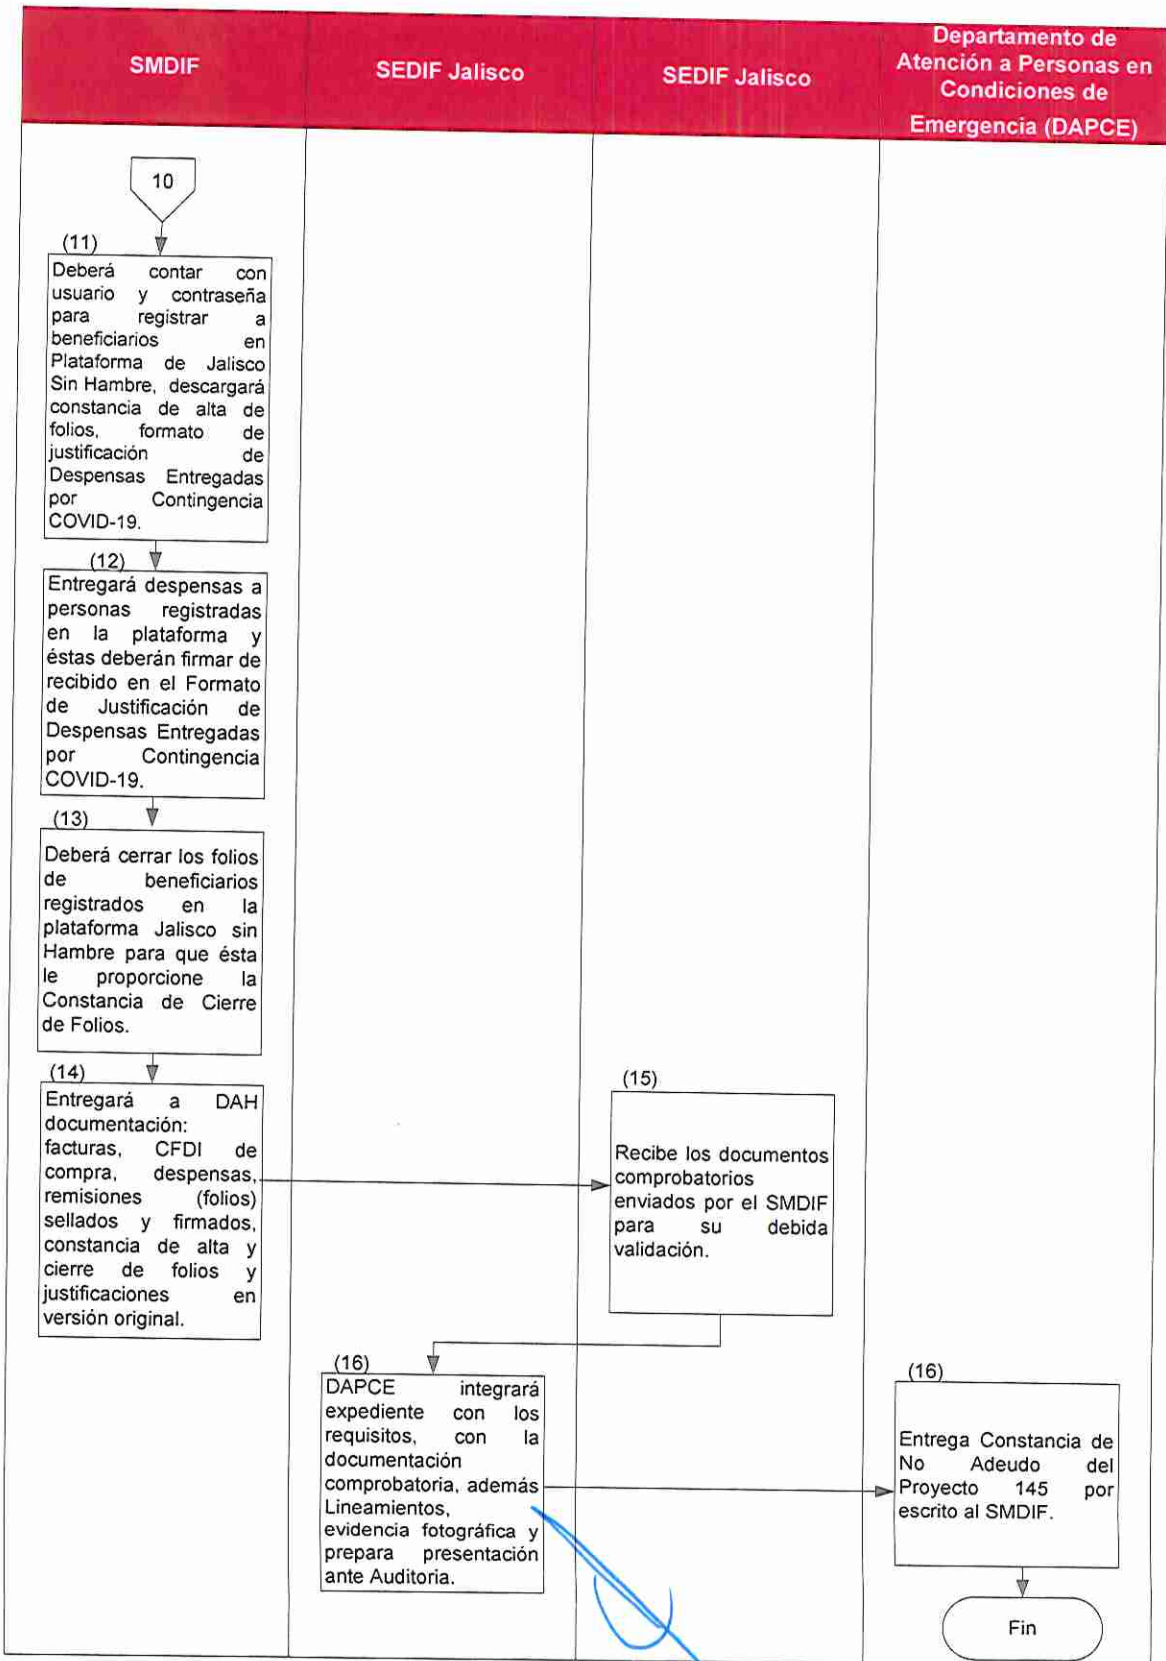 SMDIF
SEDIF Jalisco
SEDIF Jalisco
Departamento de
Atención a Personas en
Condiciones de
Emergencia (DAPCE)
10
(11)
Deberá contar con
usuario y contraseña
para registrar a
beneficiarios en
Plataforma de Jalisco
Sin Hambre, descargará
constancia de alta de
folios, formato de
justificación de
Despensas Entregadas
por Contingencia
COVID-19.
(12)
Entregará despensas a
personas registradas
en la plataforma y
éstas deberán firmar de
recibido en el Formato
de Justificación de
Despensas Entregadas
por Contingencia
COVID-19.
(13)
Deberá cerrar los folios
de beneficiarios
registrados en la
plataforma Jalisco sin
Hambre para que ésta
le proporcione la
Constancia de Cierre
de Folios.
(14)
Entregará a DAH
documentación:
facturas, CFDI de
compra, despensas,
remisiones (folios)
sellados y firmados,
constancia de alta y
cierre de folios y
justificaciones en
versión original.
(15)
Recibe los documentos
comprobatorios
enviados por el SMDIF
para su debida
validación.
(16)
DAPCE integrará
expediente con los
requisitos, con la
documentación
comprobatoria, además
Lineamientos,
evidencia fotográfica y
prepara presentación
ante Auditoria.
(16)
Entrega Constancia de
No Adeudo del
Proyecto 145 por
escrito al SMDIF.
Fin